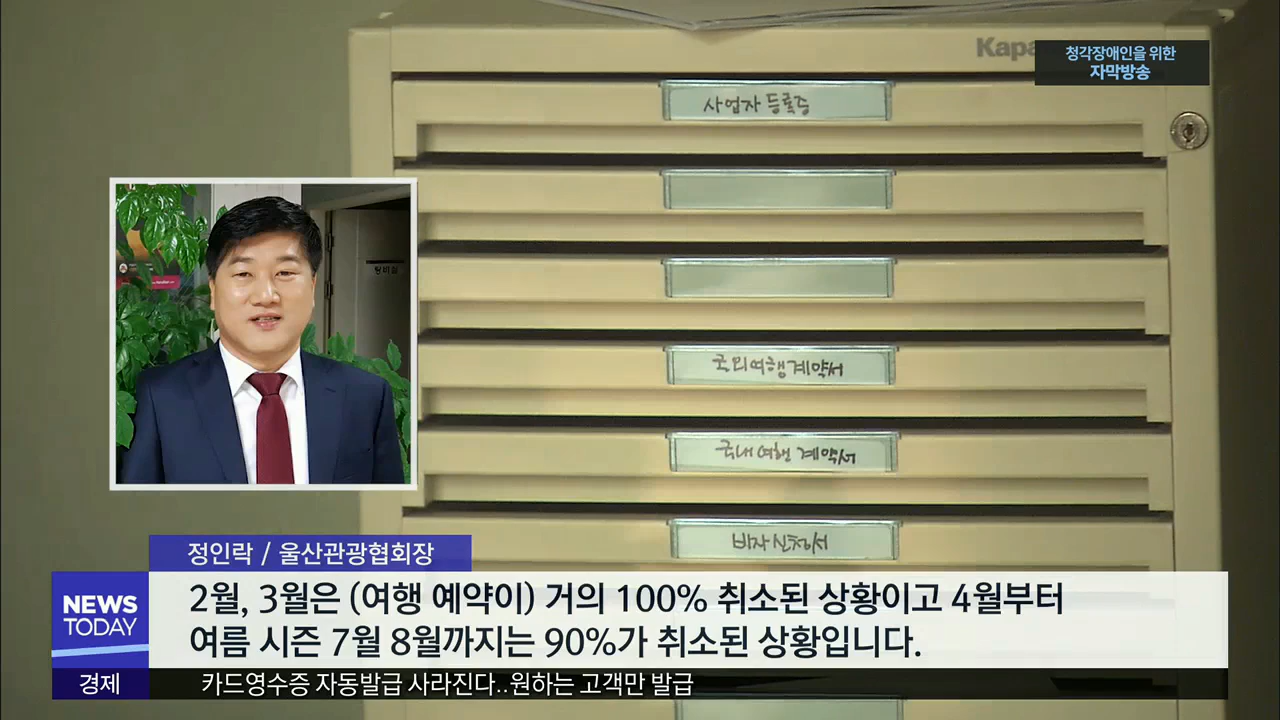 Kapa
청각장애인을 위한
자막방송
사업자 등록증
탕비실
국외여행계약서
국내여행 계약서
비자신청서
정인락 / 울산관광협회장
NEWS
TODAY
2월, 3월은 (여행 예약이) 거의 100% 취소된 상황이고 4월부터
여름 시즌 7월 8월까지는 90%가 취소된 상황입니다.
경제
카드영수증 자동발급 사라진다..원하는 고객만 발급